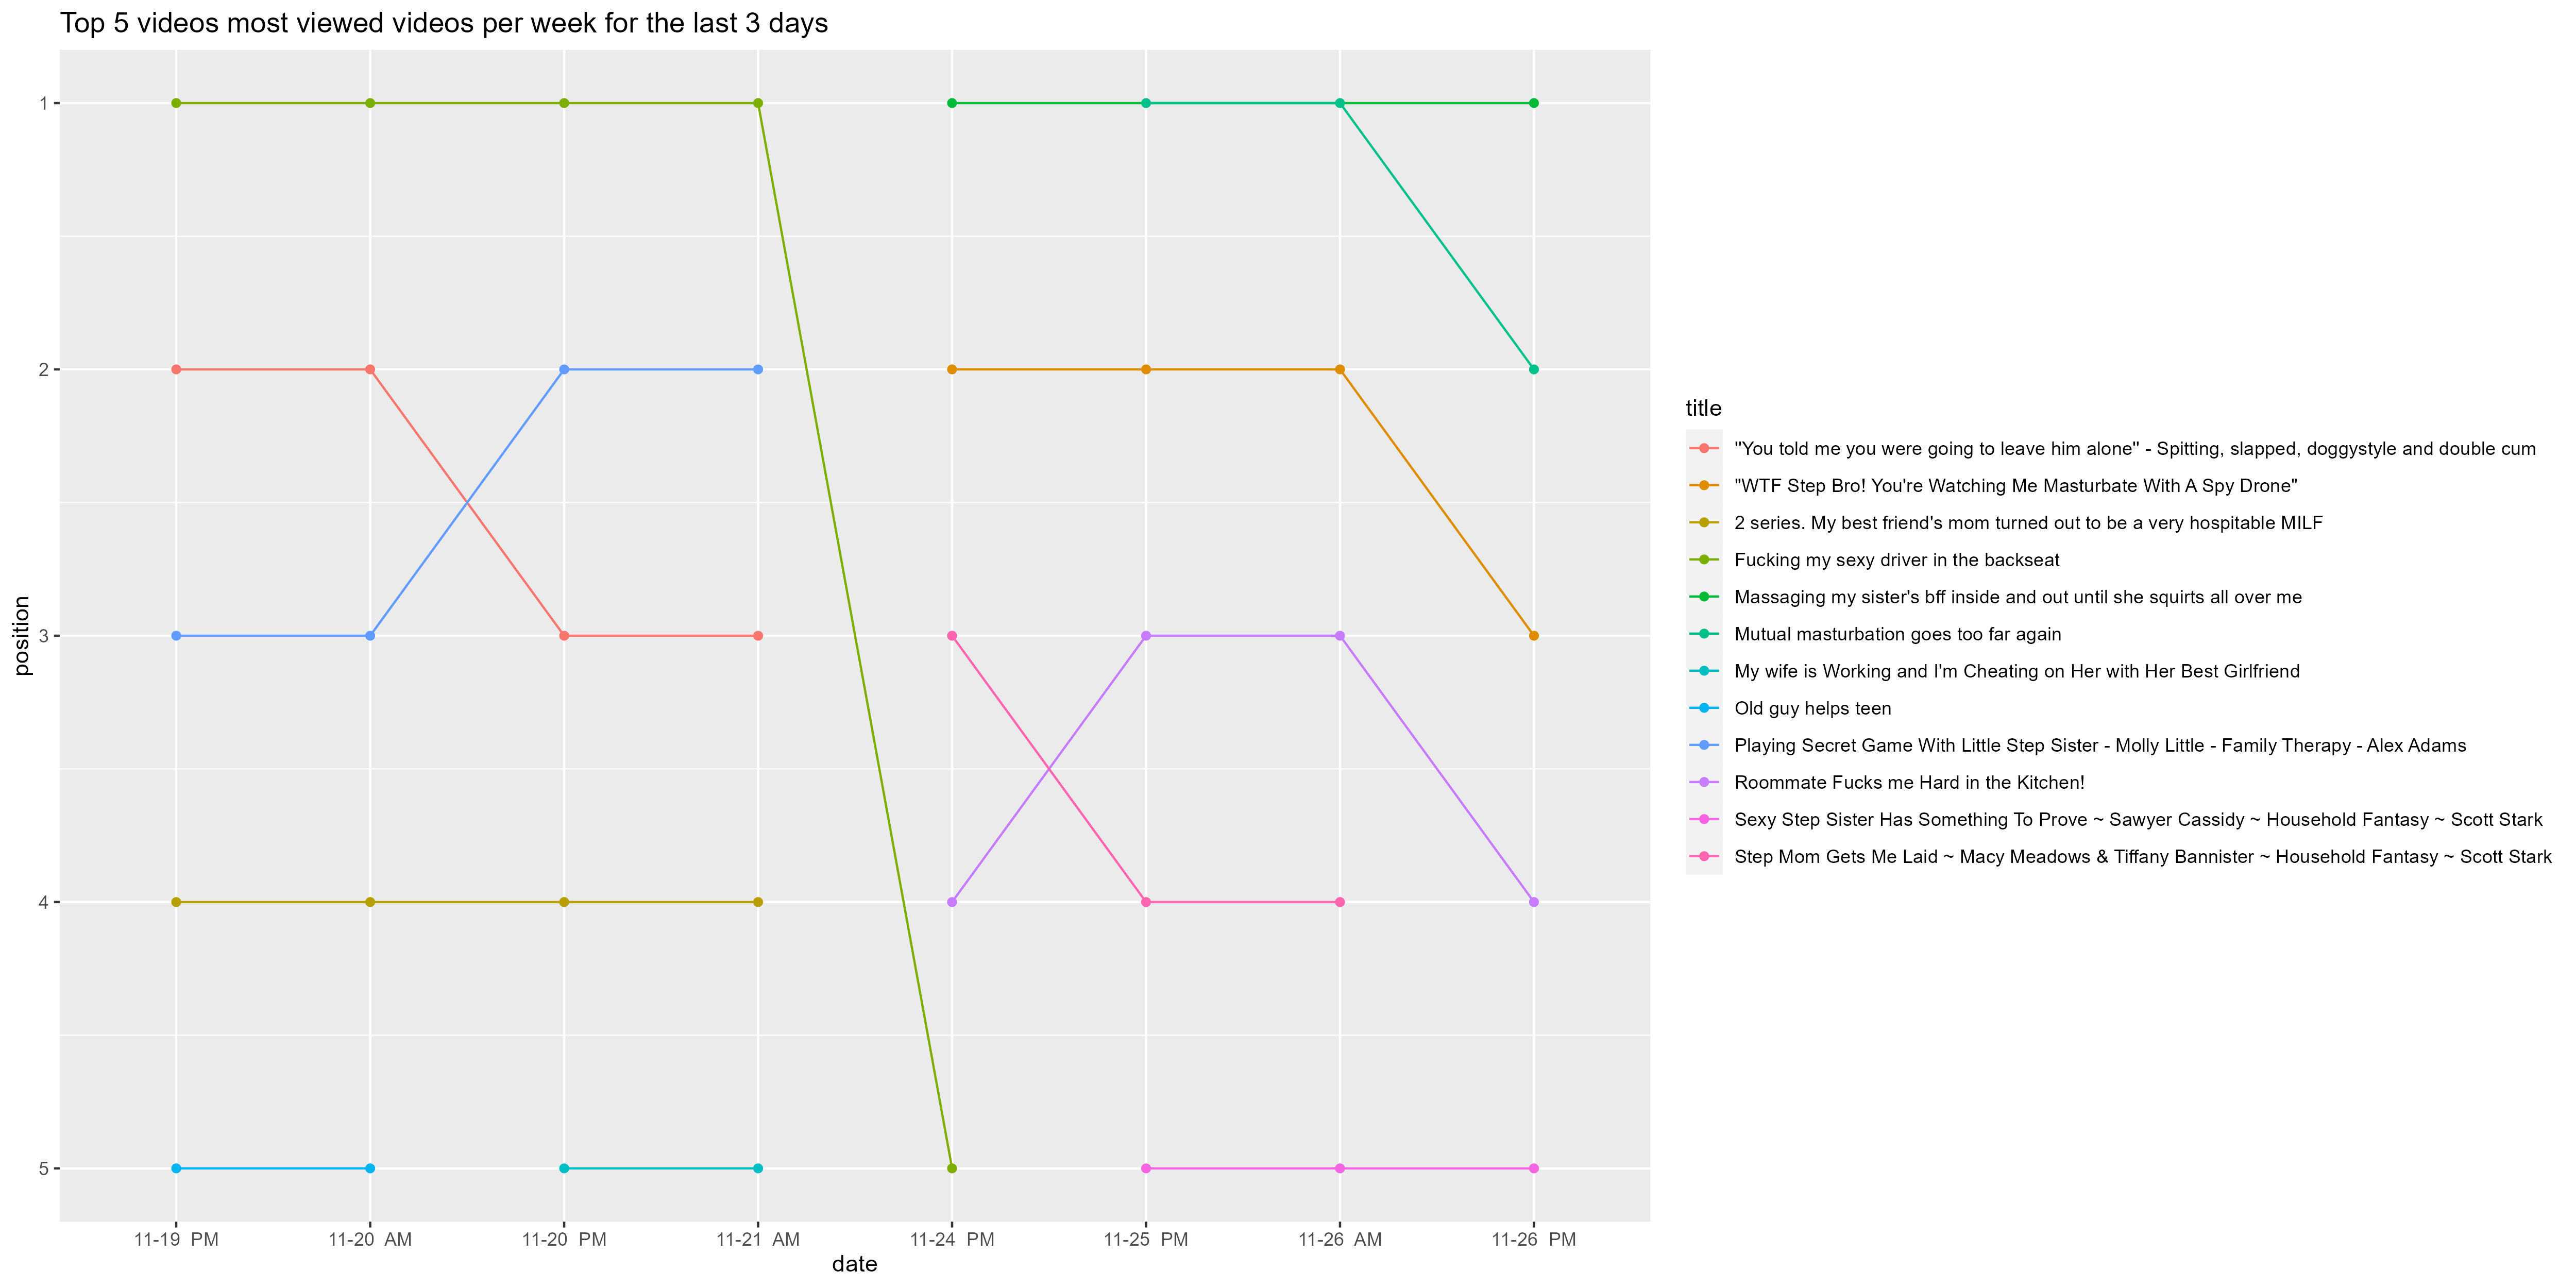 Top 5 videos most viewed videos per week for the last 3 days
position
1
2
3
4
5
11-19 PM
11-20 AM
11-20 PM
11-21 AM
11-24 PM
11-25 PM
11-26 AM
11-26 PM
date
title
"You told me you were going to leave him alone" - Spitting, slapped, doggystyle and double cum
"WTF Step Bro! You're Watching Me Masturbate With A Spy Drone"
2 series. My best friend's mom turned out to be a very hospitable MILF
Fucking my sexy driver in the backseat
Massaging my sister's bff inside and out until she squirts all over me
Mutual masturbation goes too far again
My wife is Working and I'm Cheating on Her with Her Best Girlfriend
Old guy helps teen
Playing Secret Game With Little Step Sister - Molly Little - Family Therapy - Alex Adams
Roommate Fucks me Hard in the Kitchen!
Sexy Step Sister Has Something To Prove ~ Sawyer Cassidy ~ Household Fantasy ~ Scott Stark
Step Mom Gets Me Laid ~ Macy Meadows & Tiffany Bannister ~ Household Fantasy ~ Scott Stark